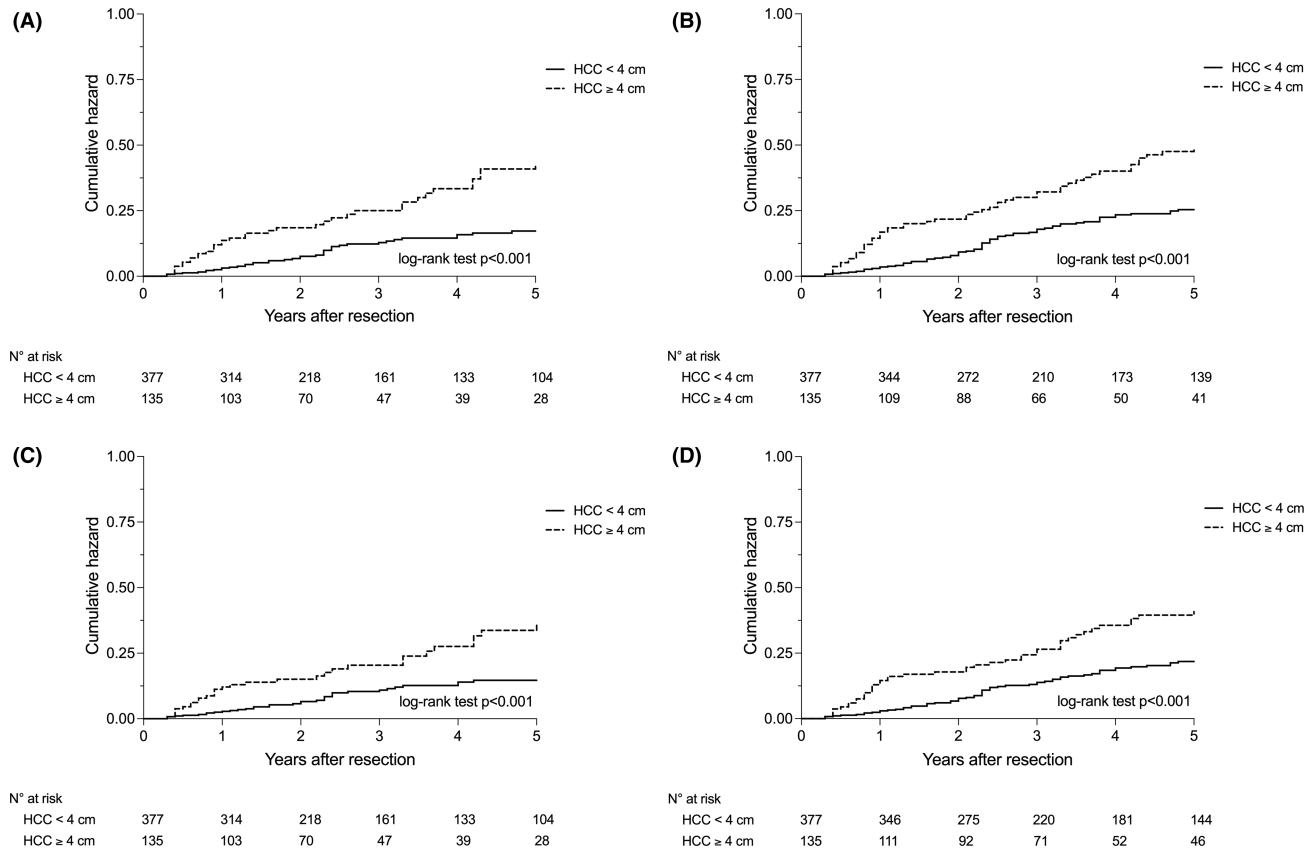 (A)
1.00
0.75
0.50
0.25
0.00
Cumulative hazard
HCC < 4 cm
HCC ≥ 4 cm
log-rank test p<0.001
0 1 2 3 4 5
Years after resection
N° at risk
HCC < 4 cm 377 314 218 161 133 104
HCC ≥ 4 cm 135 103 70 47 39 28
(B)
1.00
0.75
0.50
0.25
0.00
Cumulative hazard
HCC < 4 cm
HCC ≥ 4 cm
log-rank test p<0.001
0 1 2 3 4 5
Years after resection
N° at risk
HCC < 4 cm 377 344 272 210 173 139
HCC ≥ 4 cm 135 109 88 66 50 41
(C)
1.00
0.75
0.50
0.25
0.00
Cumulative hazard
HCC < 4 cm
HCC ≥ 4 cm
log-rank test p<0.001
0 1 2 3 4 5
Years after resection
N° at risk
HCC < 4 cm 377 314 218 161 133 104
HCC ≥ 4 cm 135 103 70 47 39 28
(D)
1.00
0.75
0.50
0.25
0.00
Cumulative hazard
HCC < 4 cm
HCC ≥ 4 cm
log-rank test p<0.001
0 1 2 3 4 5
Years after resection
N° at risk
HCC < 4 cm 377 346 275 220 181 144
HCC ≥ 4 cm 135 111 92 71 52 46